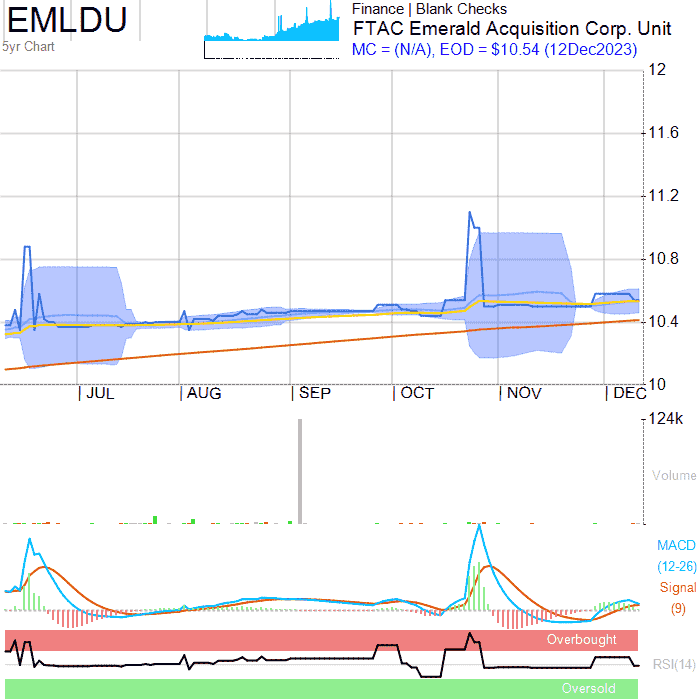 EMLDU
5yr Chart
Finance | Blank Checks
FTAC Emerald Acquisition Corp. Unit
MC = (N/A), EOD = $10.54 (12Dec2023)
12
11.6
11.2
10.8
10.4
10
| JUL | AUG | SEP | OCT | NOV | DEC
124k
Volume
MACD
(12-26)
Signal
(9)
Overbought
RSI(14)
Oversold